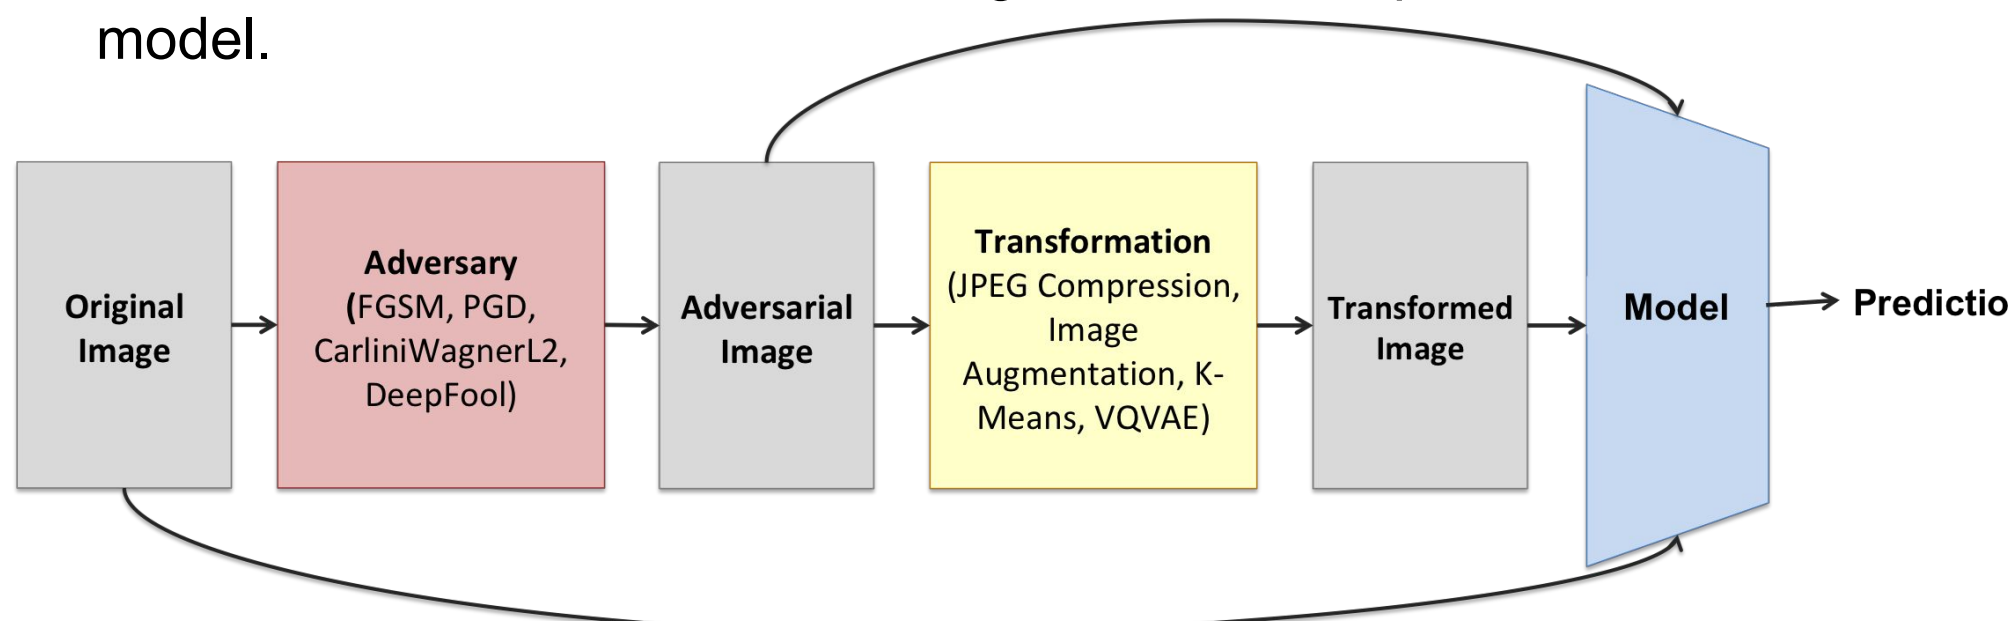 model.
Original
Image
Adversary
(FGSM, PGD,
CarliniWagnerL2,
DeepFool)
Adversarial
Image
Transformation
(JPEG Compression,
Image
Augmentation, K-
Means, VQVAE)
Transformed
Image
Model
Predictio